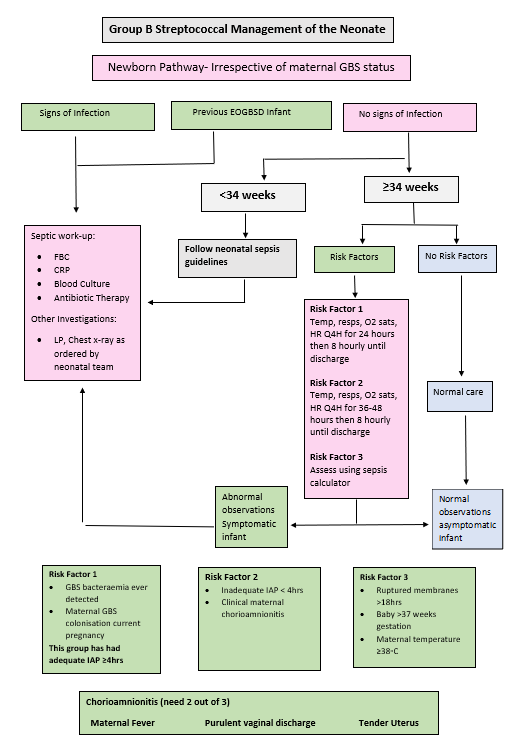 Group B Streptococcal Management of the Neonate
Newborn Pathway- Irrespective of maternal GBS status
Signs of Infection
Previous EOGBSD Infant
No signs of Infection
<34 weeks
≥34 weeks
Septic work-up:
• FBC
• CRP
• Blood Culture
• Antibiotic Therapy
Other Investigations:
• LP, Chest x-ray as
ordered by
neonatal team
Follow neonatal sepsis
guidelines
Risk Factors
No Risk Factors
Risk Factor 1
Temp, resps, O2 sats,
HR Q4H for 24 hours
then 8 hourly until
discharge
Risk Factor 2
Temp, resps, O2 sats,
HR Q4H for 36-48
hours then 8 hourly
until discharge
Risk Factor 3
Assess using sepsis
calculator
Normal care
Abnormal
observations
Symptomatic
infant
Normal
observations
asymptomatic
infant
Risk Factor 1
• GBS bacteraemia ever
detected
• Maternal GBS
colonisation current
pregnancy
This group has had
adequate IAP ≥4hrs
Risk Factor 2
• Inadequate IAP < 4hrs
• Clinical maternal
chorioamnionitis
Risk Factor 3
• Ruptured membranes
>18hrs
• Baby >37 weeks
gestation
• Maternal temperature
≥38◦C
Chorioamnionitis (need 2 out of 3)
Maternal Fever Purulent vaginal discharge Tender Uterus